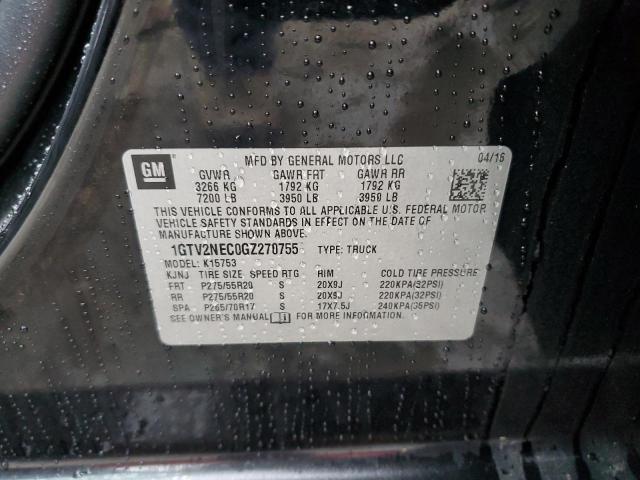 GM
MFD BY GENERAL MOTORS LLC 04/16
GVWR GAWR FRT GAWR RR
3266 KG 1792 KG 1792 KG
7200 LB 3950 LB 3950 LB
THIS VEHICLE CONFORMS TO ALL APPLICABLE U.S. FEDERAL MOTOR
VEHICLE SAFETY STANDARDS IN EFFECT ON THE DATE OF
MANUFACTURE SHOWN ABOVE.
1GTV2NEC0GZ270755 TYPE: TRUCK
MODEL: K15753
KJNJ TIRE SIZE SPEED RTG RIM COLD TIRE PRESSURE
FRT P275/55R20 S 20X9J 220KPA(32PSI)
RR P275/55R20 S 20X9J 220KPA(32PSI)
SPA P265/70R17 S 17X7.5J 240KPA(35PSI)
SEE OWNER'S MANUAL FOR MORE INFORMATION.